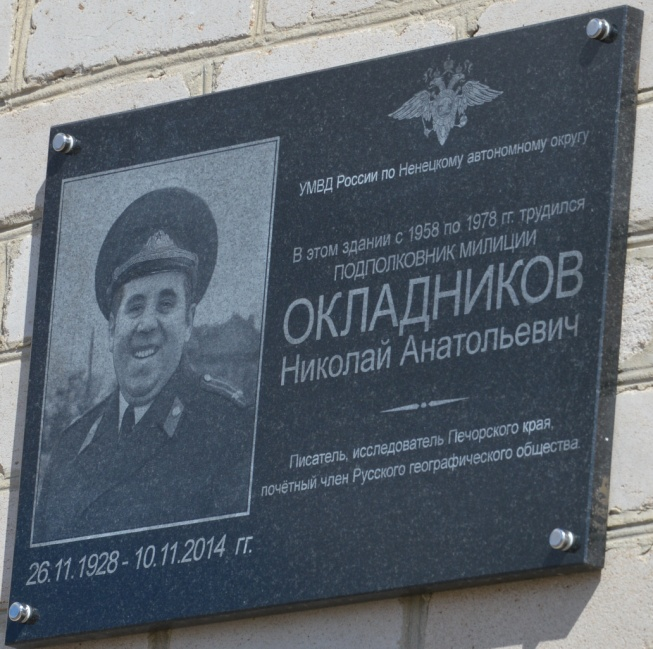 УМВД России по Ненецкому автономному округу
В этом здании с 1958 по 1978 гг. трудился
ПОДПОЛКОВНИК МИЛИЦИИ
ОКЛАДНИКОВ
Николай Анатольевич
Писатель, исследователь Печорского края,
почётный член Русского географического общества.
26.11.1928 - 10.11.2014 гг.